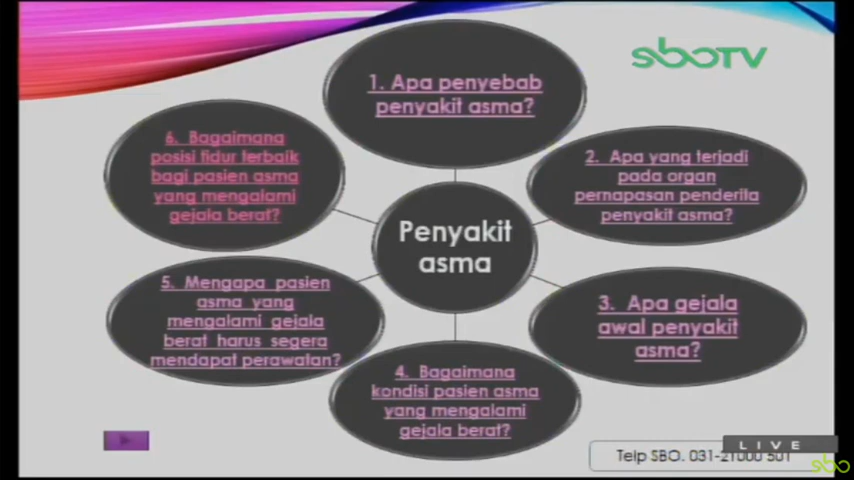 sboTV
1. Apa penyebab
penyakit asma?
2. Apa yang terjadi
pada organ
pernapasan penderita
penyakit asma?
3. Apa gejala
awal penyakit
asma?
4. Bagaimana
kondisi pasien asma
yang mengalami
gejala berat?
5. Mengapa pasien
asma yang
mengalami gejala
berat harus segera
mendapat perawatan?
6. Bagaimana
posisi tidur terbaik
bagi pasien asma
yang mengalami
gejala berat?
Penyakit
asma
LIVE
Telp SBO. 031-21000 501
sbo